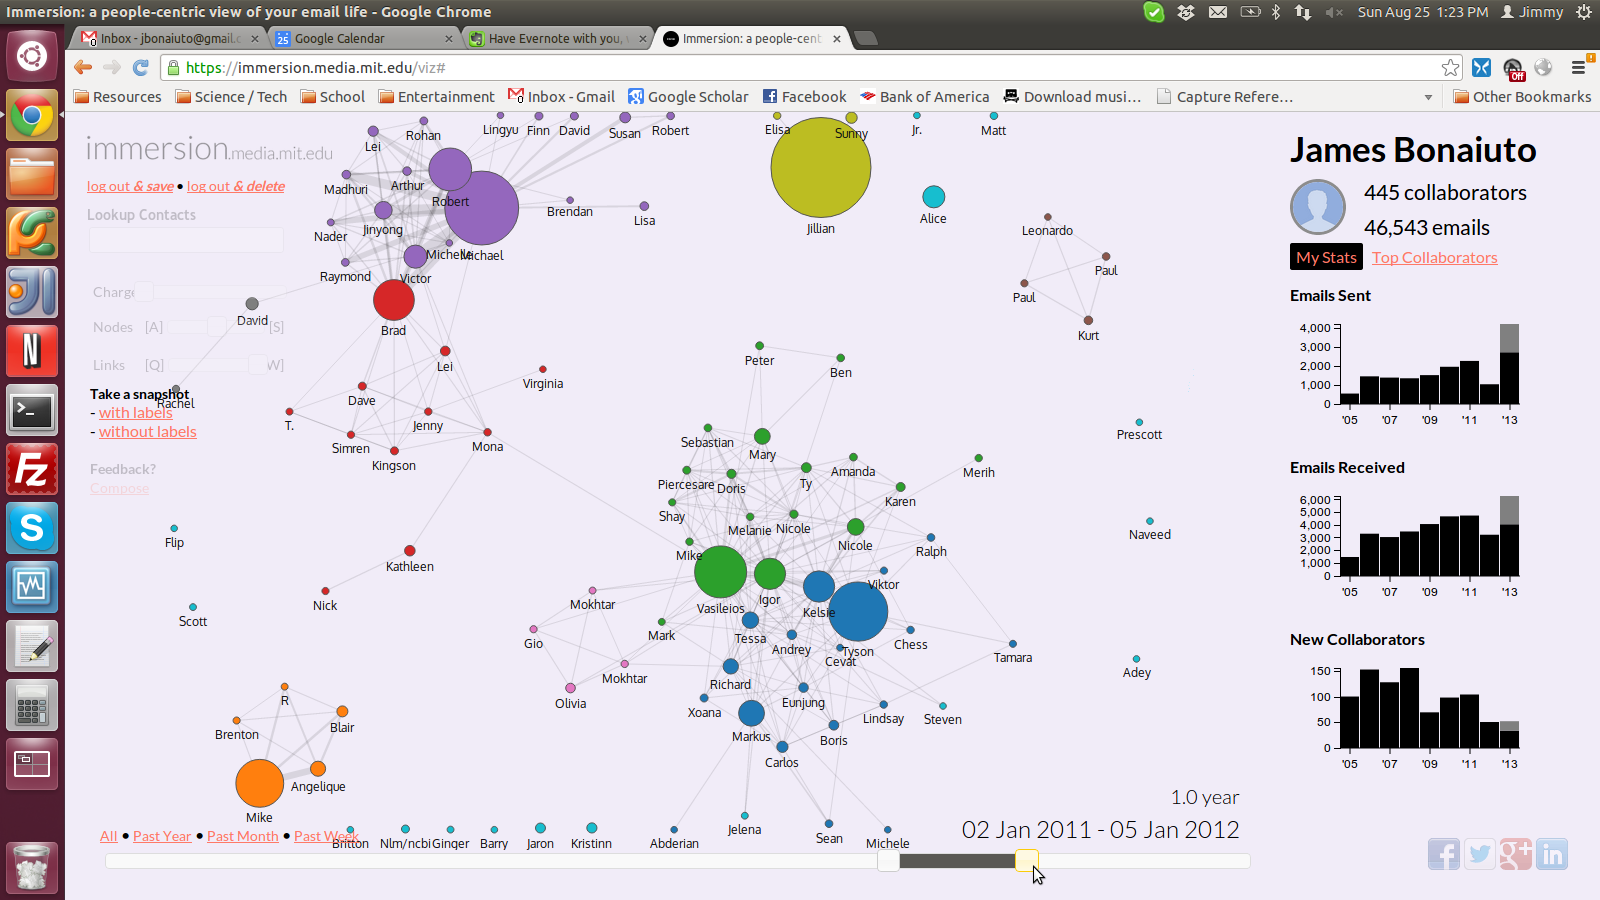 Immersion: a people-centric view of your email life - Google Chrome
Sun Aug 25 1:23 PM Jimmy
Inbox - jbonaiuto@gmail.c
25 Google Calendar
Have Evernote with you,
Immersion: a people-cent
https://immersion.media.mit.edu/viz#
Off
Resources Science / Tech School Entertainment Inbox - Gmail Google Scholar Facebook Bank of America Download musi... Capture Refere... Other Bookmarks
immersion.media.mit.edu
log out & save • log out & delete
Lookup Contacts
Charge
Nodes [A] [S]
Links [Q] W]
Take a snapshot
- with labels
- without labels
Feedback?
Compose
Rohan
Lei
Lingyu
Finn
David
Susan
Robert
Elisa
Sunny
Jr.
Matt
Madhuri
Arthur
Robert
Jinyong
Nader
Michelle
Michael
Brendan
Lisa
Jillian
Alice
Raymond
Victor
Leonardo
Paul
Paul
Kurt
David
Brad
Rachel
Lei
Virginia
Dave
T.
Jenny
Simren
Kingson
Mona
Peter
Ben
Sebastian
Mary
Piercesare
Doris
Ty
Amanda
Merih
Karen
Shay
Melanie
Nicole
Nicole
Ralph
Prescott
Naveed
Flip
Kathleen
Nick
Scott
Mike
Vasileios
Igor
Kelsie
Viktor
Tyson
Mokhtar
Gio
Mark
Tessa
Andrey
Cevat
Chess
Tamara
Adey
Mokhtar
Olivia
Richard
Xoana
Eunjung
Lindsay
Steven
Markus
Boris
Carlos
R
Brenton
Blair
Angelique
Mike
Britton
Nlm/ncbi
Ginger
Barry
Jaron
Kristinn
Abderian
Jelena
Sean
Michele
All • Past Year • Past Month • Past Week
1.0 year
02 Jan 2011 - 05 Jan 2012
James Bonaiuto
445 collaborators
46,543 emails
My Stats Top Collaborators
Emails Sent
4,000
3,000
2,000
1,000
0
'05 '07 '09 '11 '13
Emails Received
6,000
5,000
4,000
3,000
2,000
1,000
0
'05 '07 '09 '11 '13
New Collaborators
150
100
50
0
'05 '07 '09 '11 '13